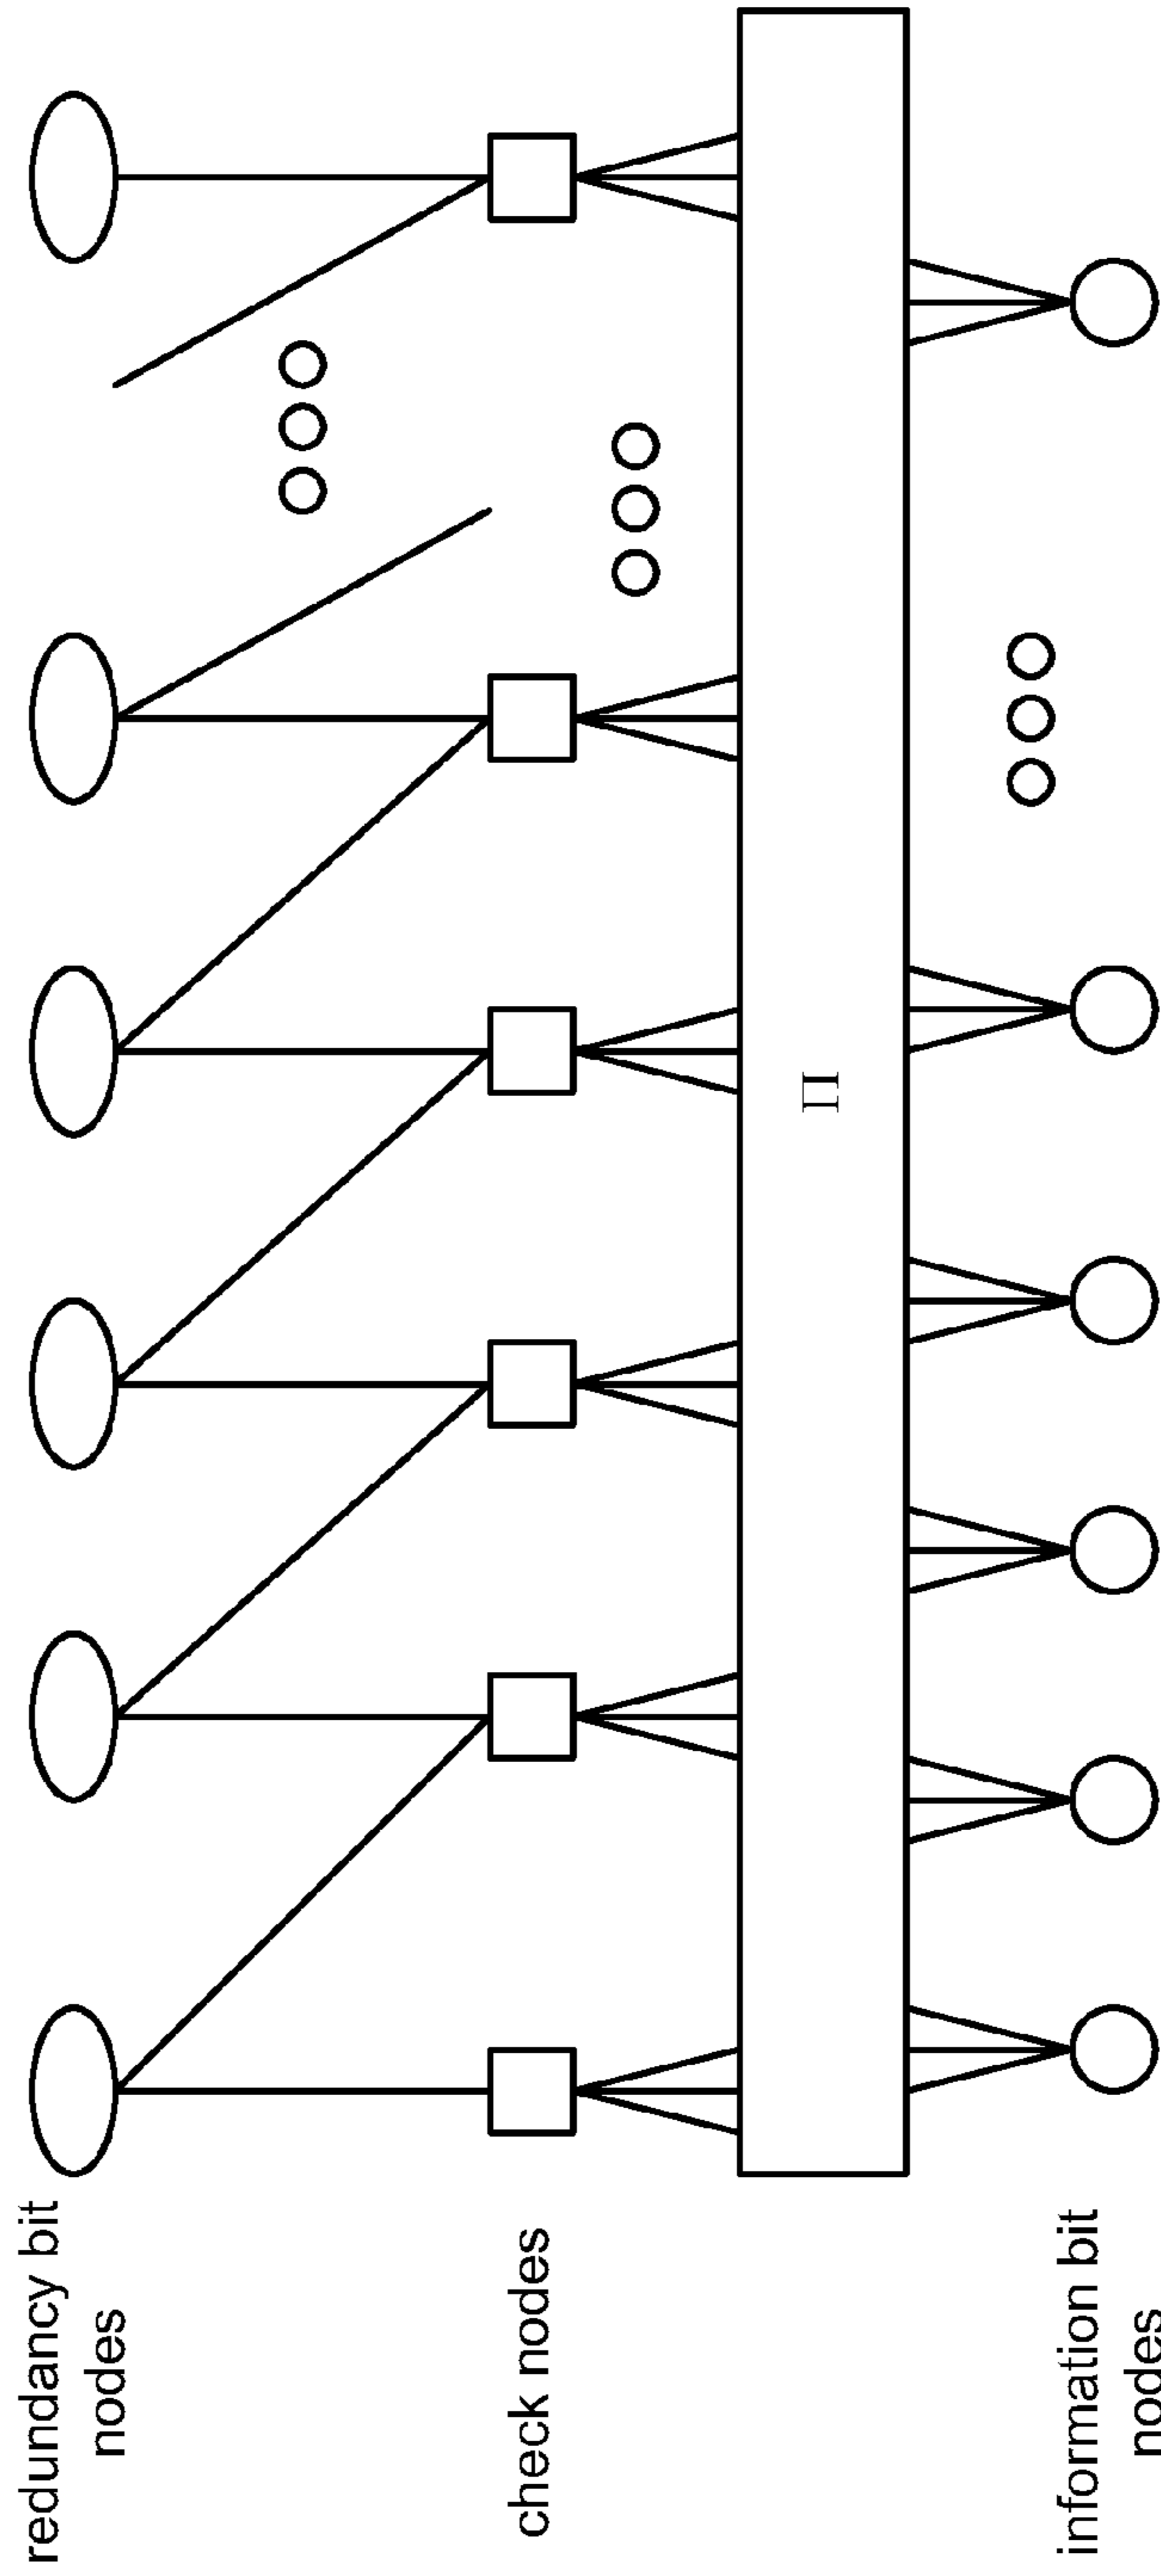 redundancy bit
nodes
check nodes
Π
information bit
nodes